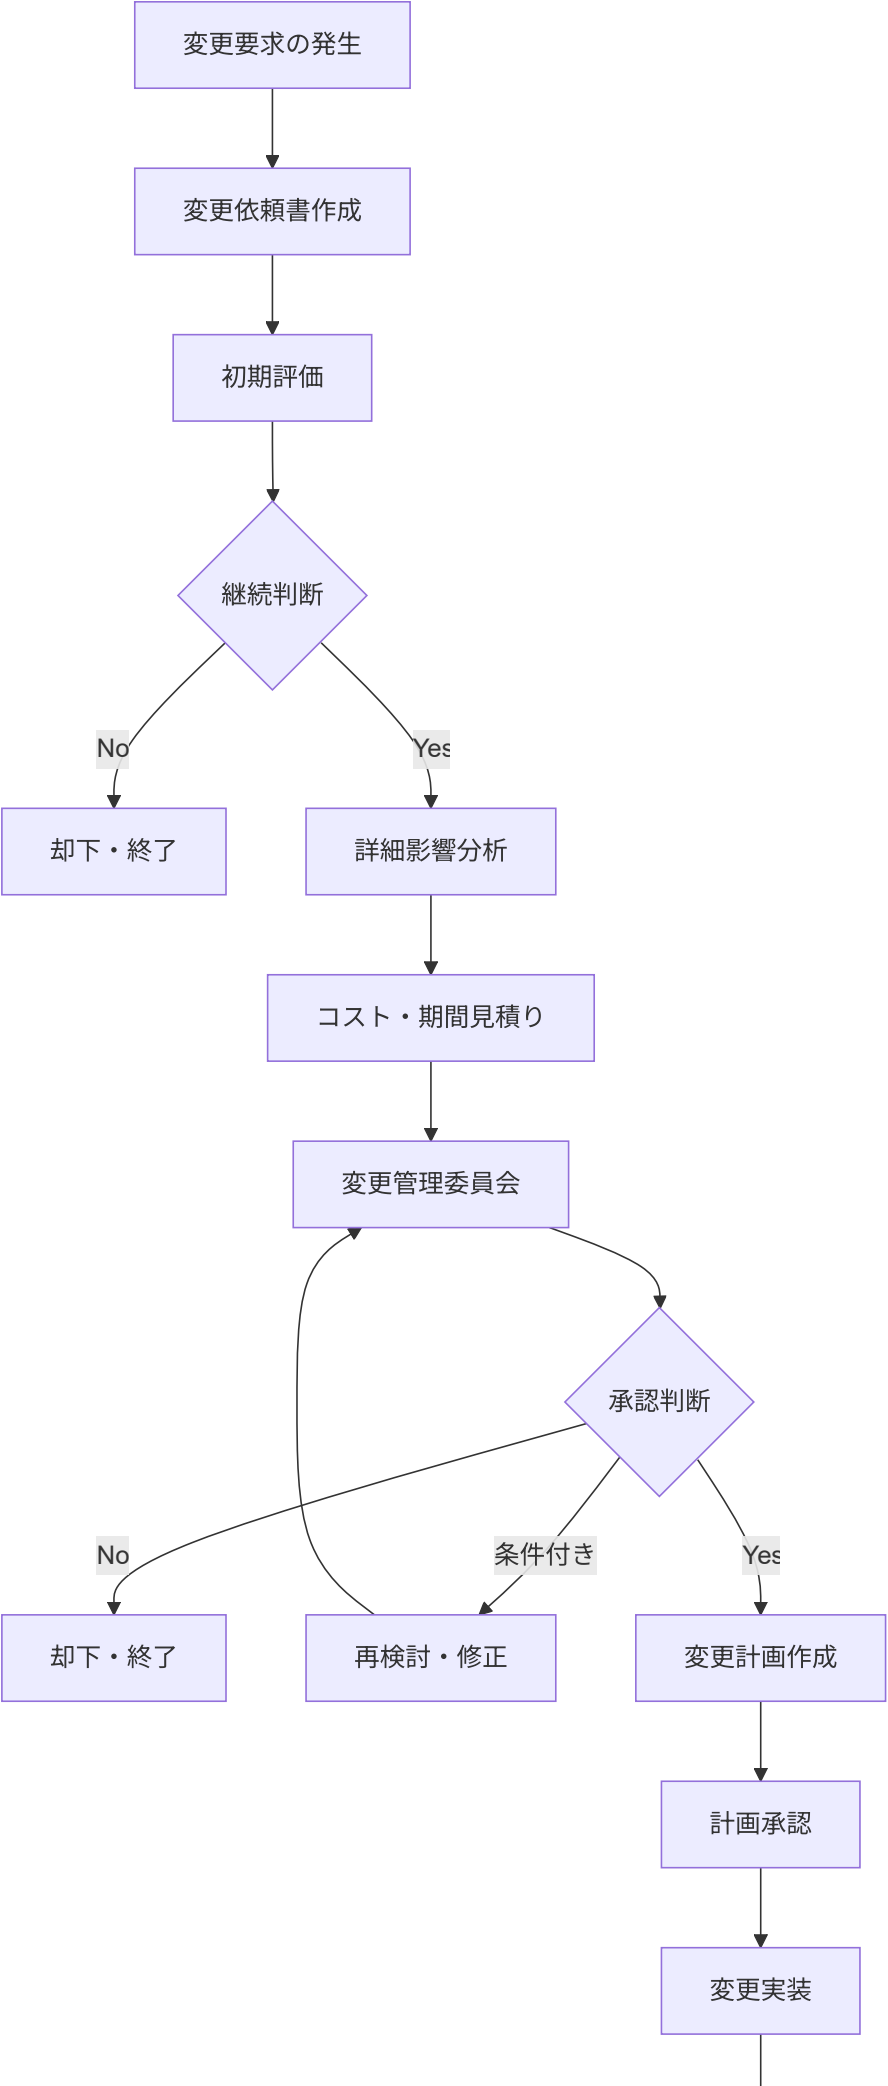 変更要求の発生
変更依頼書作成
初期評価
継続判断
No
Yes
却下・終了
詳細影響分析
コスト・期間見積り
変更管理委員会
承認判断
No
条件付き
Yes
却下・終了
再検討・修正
変更計画作成
計画承認
変更実装